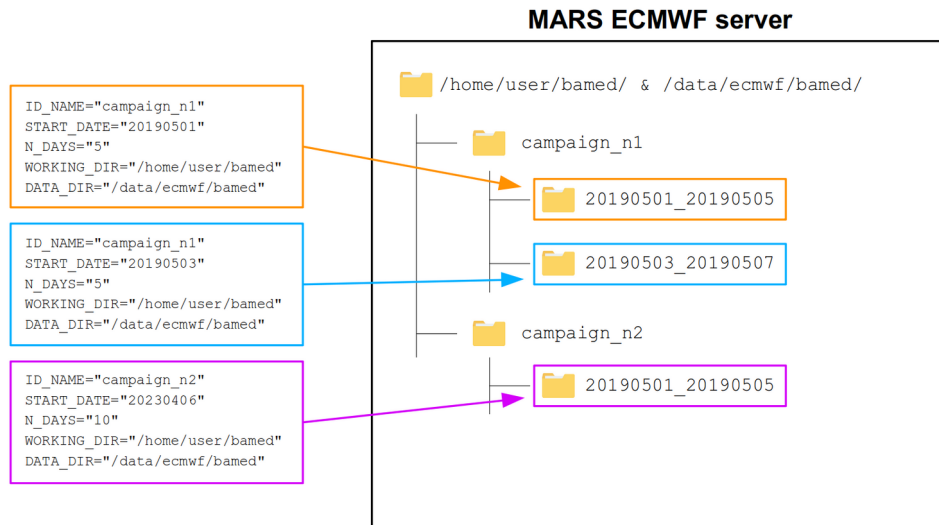 MARS ECMWF server
/home/user/bamed/ & /data/ecmwf/bamed/
campaign_n1
20190501_20190505
20190503_20190507
campaign_n2
20190501_20190505
ID_NAME="campaign_n1"
START_DATE="20190501"
N_DAYS="5"
WORKING_DIR="/home/user/bamed"
DATA_DIR="/data/ecmwf/bamed"
ID_NAME="campaign_n1"
START_DATE="20190503"
N_DAYS="5"
WORKING_DIR="/home/user/bamed"
DATA_DIR="/data/ecmwf/bamed"
ID_NAME="campaign_n2"
START_DATE="20230406"
N_DAYS="10"
WORKING_DIR="/home/user/bamed"
DATA_DIR="/data/ecmwf/bamed"